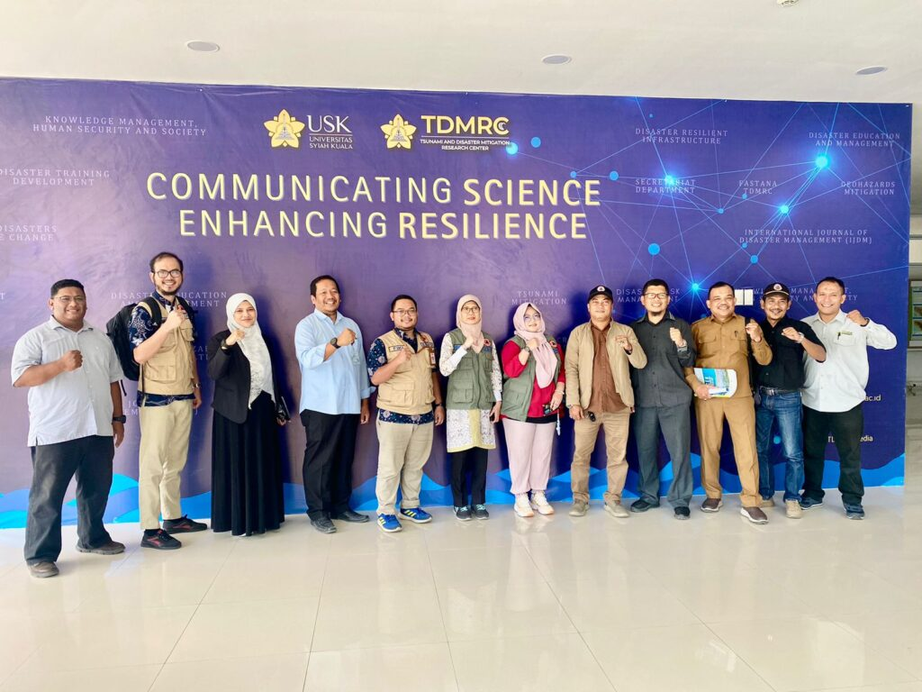 KNOWLEDGE MANAGEMENT,
HUMAN SECURITY AND SOCIETY
USK
UNIVERSITAS
SYIAH KUALA
TDMRC
TSUNAMI AND DISASTER MITIGATION
RESEARCH CENTER
DISASTER RESILIENT
INFRASTRUCTURE
DISASTER EDUCATION
AND MANAGEMENT
DISASTER TRAINING
DEVELOPMENT
COMMUNICATING SCIENCE
ENHANCING RESILIENCE
SECRETARIAT
DEPARTMENT
TDMRC
GEOHAZARDS
MITIGATION
DISASTERS
CHANGE
INTERNATIONAL JOURNAL OF
DISASTER MANAGEMENT (IJDM)
DISASTER EDUCATION
TSUNAMI
MITIGATION